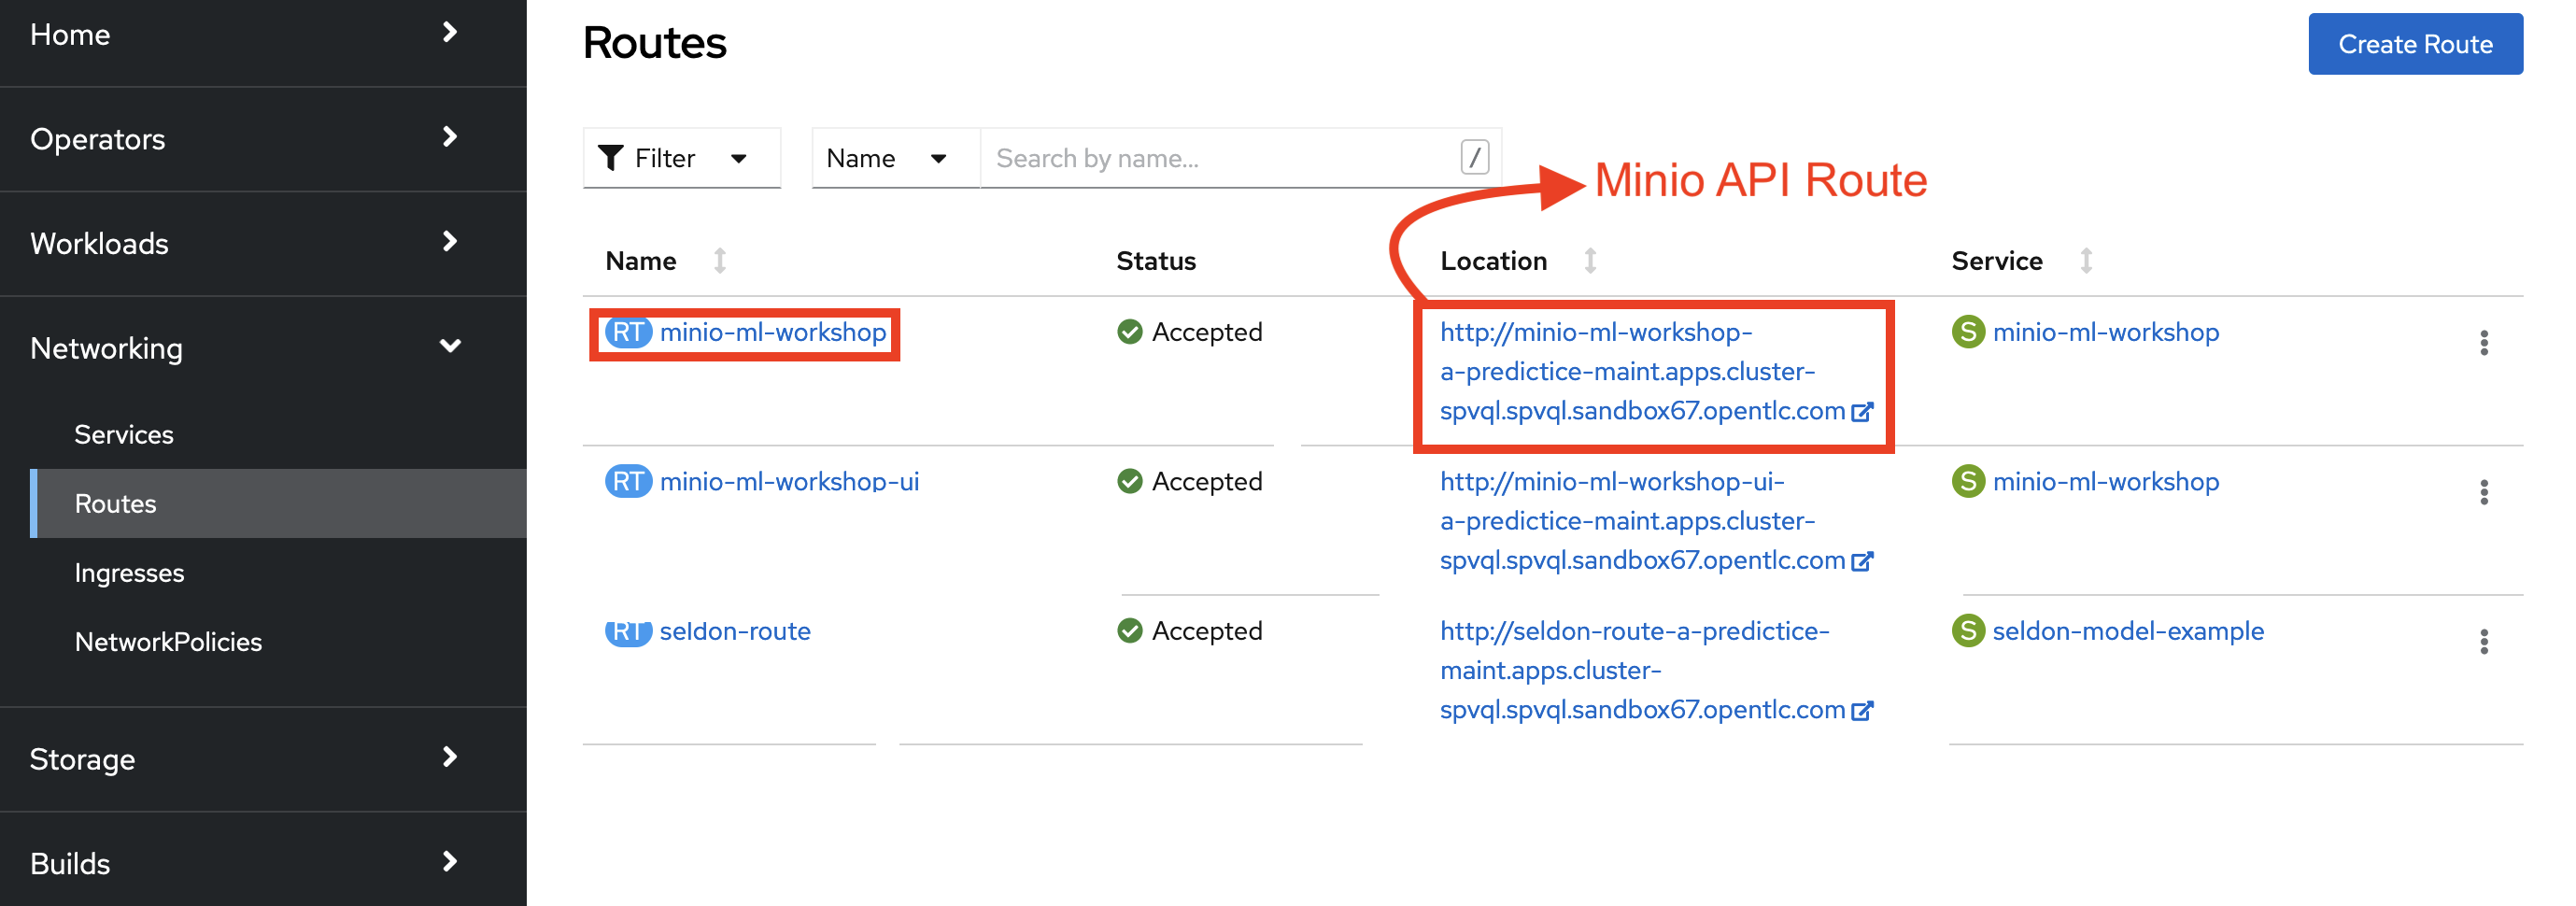 Home
Operators
Workloads
Networking
Services
Routes
Ingresses
NetworkPolicies
Storage
Builds
Routes
Create Route
Filter
Name
Search by name...
/
Minio API Route
Name
Status
Location
Service
RT minio-ml-workshop
Accepted
http://minio-ml-workshop-
a-predictice-maint.apps.cluster-
spvql.spvql.sandbox67.opentlc.com
S minio-ml-workshop
RT minio-ml-workshop-ui
Accepted
http://minio-ml-workshop-ui-
a-predictice-maint.apps.cluster-
spvql.spvql.sandbox67.opentlc.com
S minio-ml-workshop
RT seldon-route
Accepted
http://seldon-route-a-predictice-
maint.apps.cluster-
spvql.spvql.sandbox67.opentlc.com
S seldon-model-example